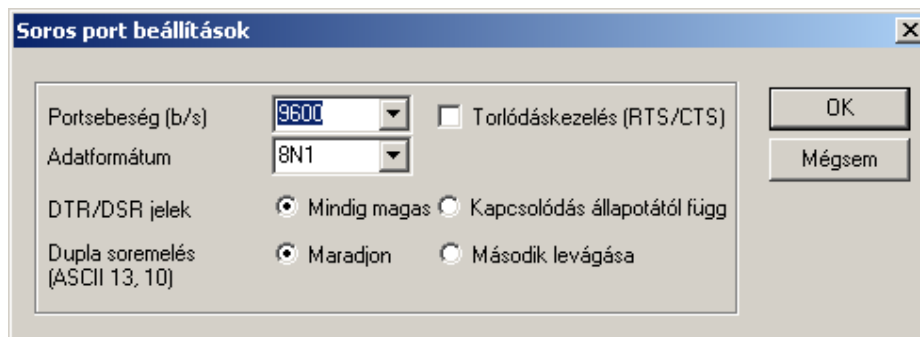 Soros port beállítások
Portsebeség (b/s) 9600 Torlódáskezelés (RTS/CTS)
Adatformátum 8N1
DTR/DSR jelek Mindig magas Kapcsolódás állapotától függ
Dupla soremelés Maradjon Második levágása
(ASCII 13, 10)
OK
Mégsem